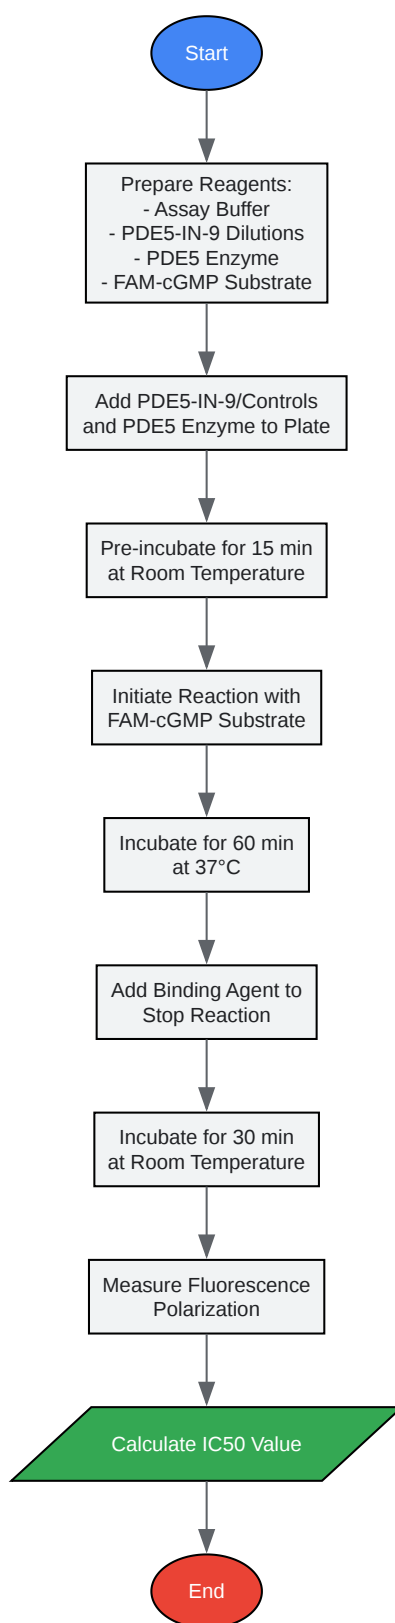 Start
Prepare Reagents:
- Assay Buffer
- PDE5-IN-9 Dilutions
- PDE5 Enzyme
- FAM-cGMP Substrate
Add PDE5-IN-9/Controls
and PDE5 Enzyme to Plate
Pre-incubate for 15 min
at Room Temperature
Initiate Reaction with
FAM-cGMP Substrate
Incubate for 60 min
at 37°C
Add Binding Agent to
Stop Reaction
Incubate for 30 min
at Room Temperature
Measure Fluorescence
Polarization
Calculate IC50 Value
End